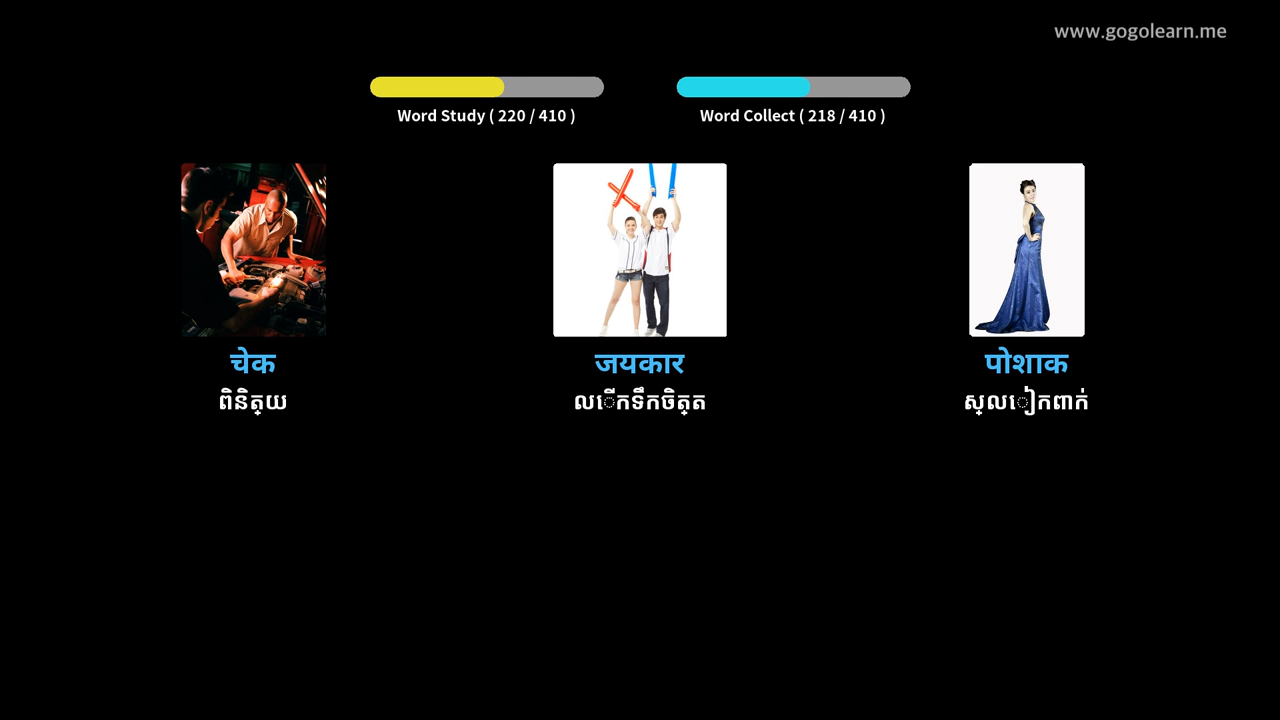 www.gogolearn.me
Word Study ( 220 / 410 )
Word Collect ( 218 / 410 )
चेक
जयकार
पोशाक
ពិនិត្យ
លើកទឹកចិត្ត
ស្លៀកពាក់